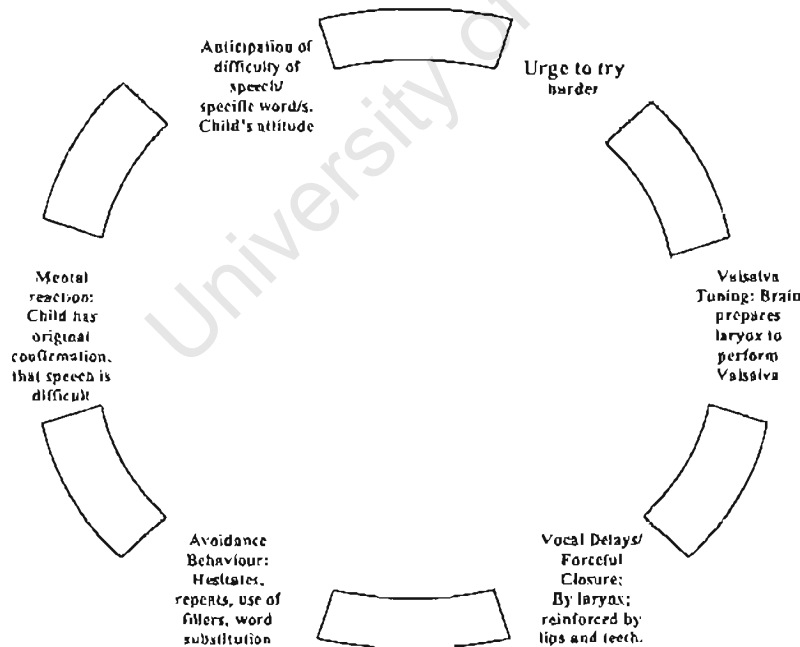 Anticipation of
difficulty of
speech/
specific word/s.
Child's attitude
Urge to try
harder
Valsalva
Tuning: Brain
prepares
larynx to
perform
Valsalva
Vocal Delays/
Forceful
Closure;
By larynx;
reinforced by
lips and teeth.
Avoidance
Behaviour:
Hesitates,
repeats, use of
fillers, word
substitution
Mental
reaction:
Child has
original
confirmation,
that speech is
difficult
University of